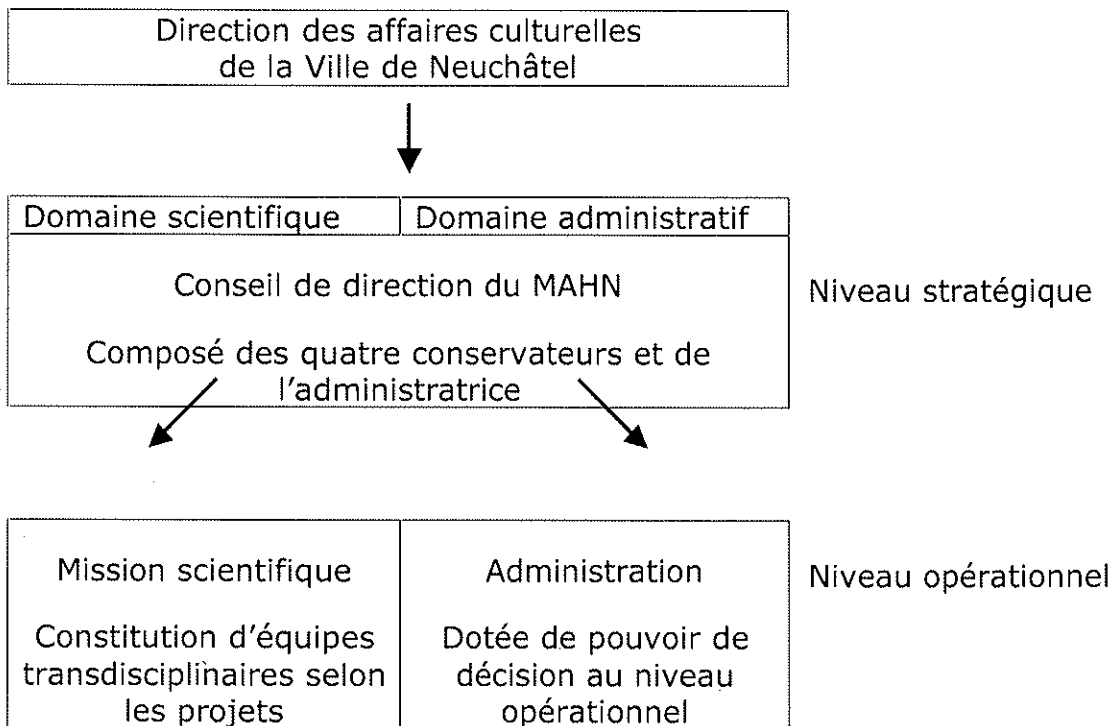 Direction des affaires culturelles
de la Ville de Neuchâtel
Domaine scientifique
Domaine administratif
Conseil de direction du MAHN
Niveau stratégique
Composé des quatre conservateurs et de
l'administratrice
Mission scientifique
Administration
Niveau opérationnel
Constitution d'équipes
transdisciplinaires selon
les projets
Dotée de pouvoir de
décision au niveau
opérationnel